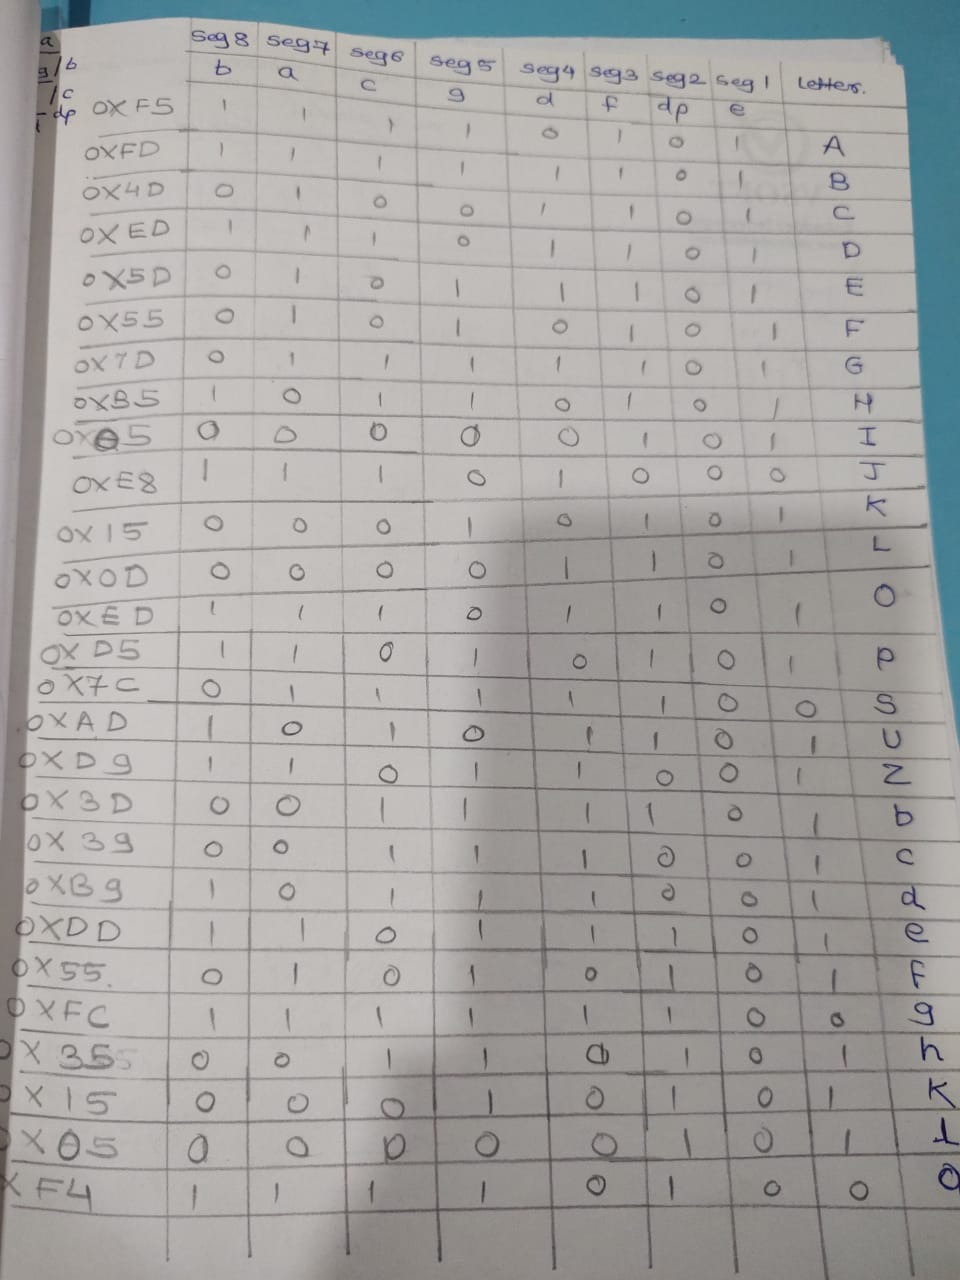 a
g/b
/c
dp
Seg8 Seg7 Seg6 Seg5 Seg4 Seg3 Seg2 Seg1 Letters.
b a c g d f dp e
0XF5 1 1 1 1 0 1 0 1 A
0XFD 1 1 1 1 1 1 0 1 B
0X4D 0 1 0 0 1 1 0 1 C
0XED 1 1 1 0 1 1 0 1 D
0X5D 0 1 0 1 1 1 0 1 E
0X55 0 1 0 1 0 1 0 1 F
0X7D 0 1 1 1 1 1 0 1 G
0XB5 1 0 1 1 0 1 0 1 H
0X05 0 0 0 0 0 1 0 1 I
0XE8 1 1 1 0 1 0 0 0 J
0X15 0 0 0 1 0 1 0 1 K
0X0D 0 0 0 0 1 1 0 1 L
0XED 1 1 1 0 1 1 0 1 O
0XD5 1 1 0 1 0 1 0 1 P
0X7C 0 1 1 1 1 1 0 0 S
0XAD 1 0 1 0 1 1 0 1 U
0XD9 1 1 0 1 1 0 0 1 Z
0X3D 0 0 1 1 1 1 0 1 b
0X39 0 0 1 1 1 0 0 1 c
0XB9 1 0 1 1 1 0 0 1 d
0XDD 1 1 0 1 1 1 0 1 e
0X55. 0 1 0 1 0 1 0 1 F
0XFC 1 1 1 1 1 1 0 0 g
0X35 0 0 1 1 0 1 0 1 h
0X15 0 0 0 1 0 1 0 1 K
0X05 0 0 0 0 0 1 0 1 l
XF4 1 1 1 1 0 1 0 0 9